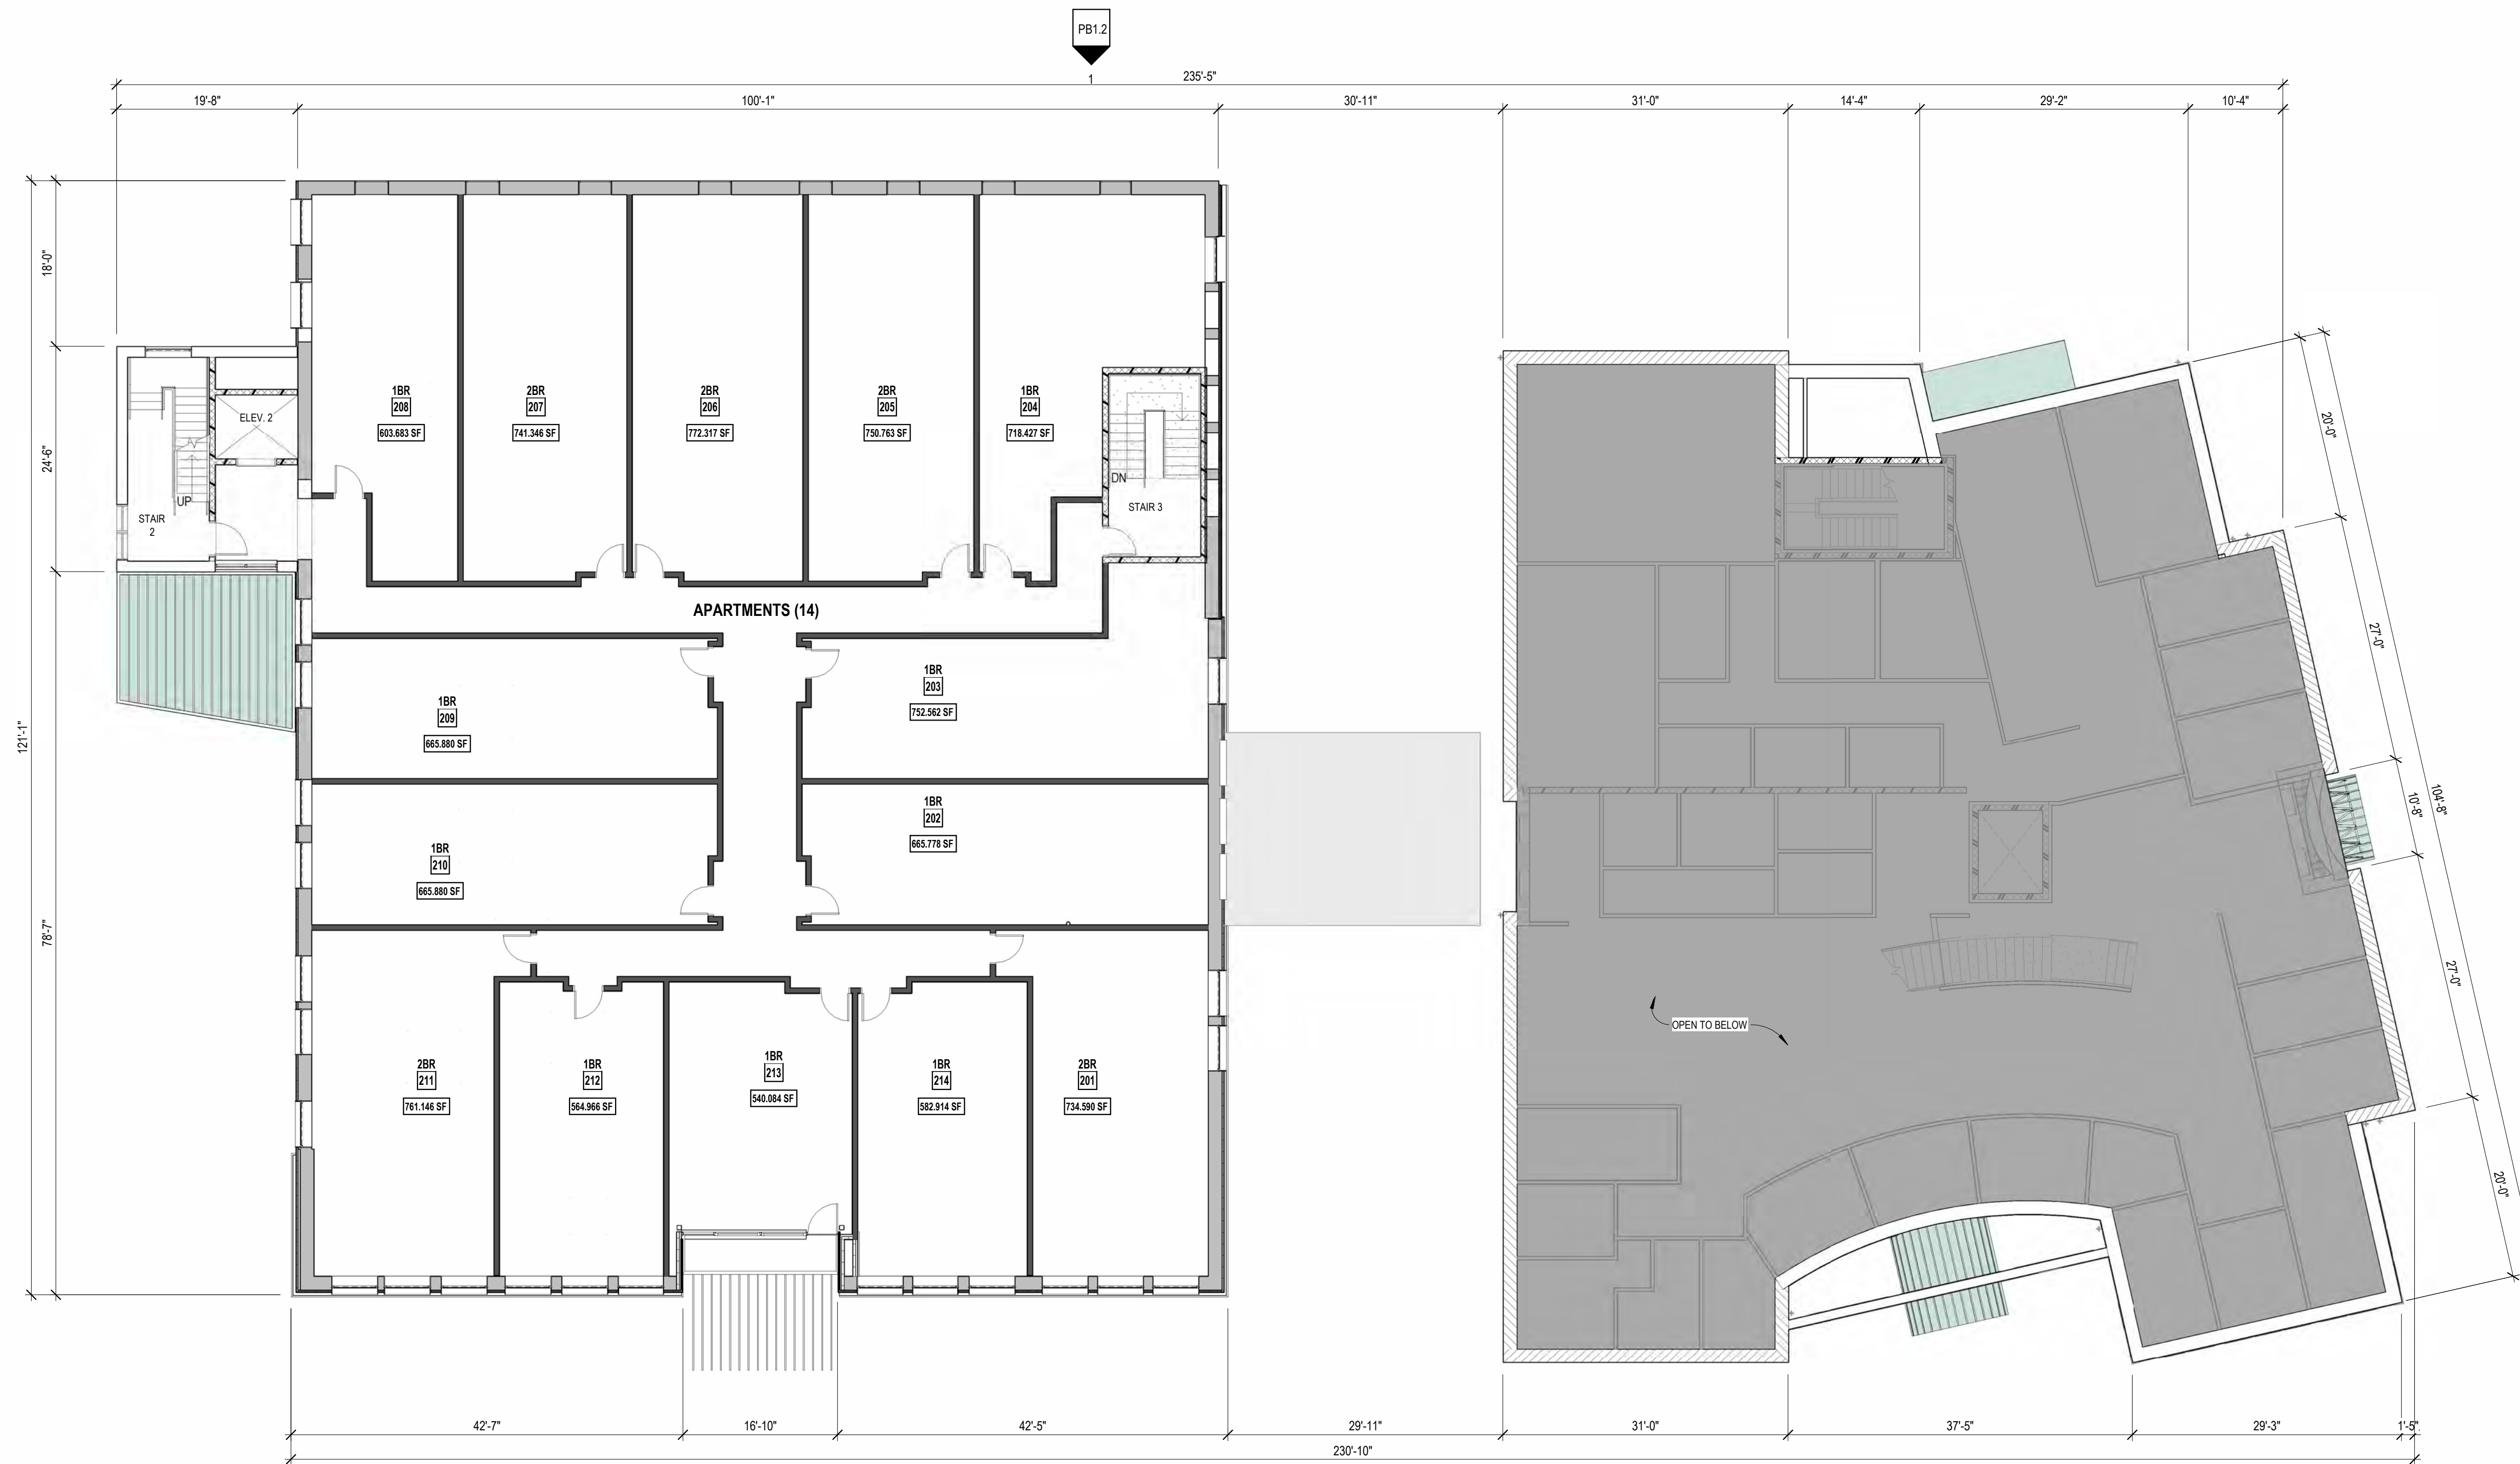 PB1.2
1
235'-5"
19'-8"
100'-1"
30'-11"
31'-0"
14'-4"
29'-2"
10'-4"
18'-0"
24'-6"
121'-1"
78'-7"
20'-0"
27'-0"
10'-8"
104'-8"
27'-0"
20'-0"
1BR
208
603.683 SF
2BR
207
741.346 SF
2BR
206
772.317 SF
2BR
205
750.763 SF
1BR
204
718.427 SF
ELEV. 2
UP
STAIR
2
DN
STAIR 3
APARTMENTS (14)
1BR
209
665.880 SF
1BR
203
752.562 SF
1BR
210
665.880 SF
1BR
202
665.778 SF
2BR
211
761.146 SF
1BR
212
564.966 SF
1BR
213
540.084 SF
1BR
214
582.914 SF
2BR
201
734.590 SF
OPEN TO BELOW
42'-7"
16'-10"
42'-5"
29'-11"
31'-0"
37'-5"
29'-3"
1'-5"
230'-10"